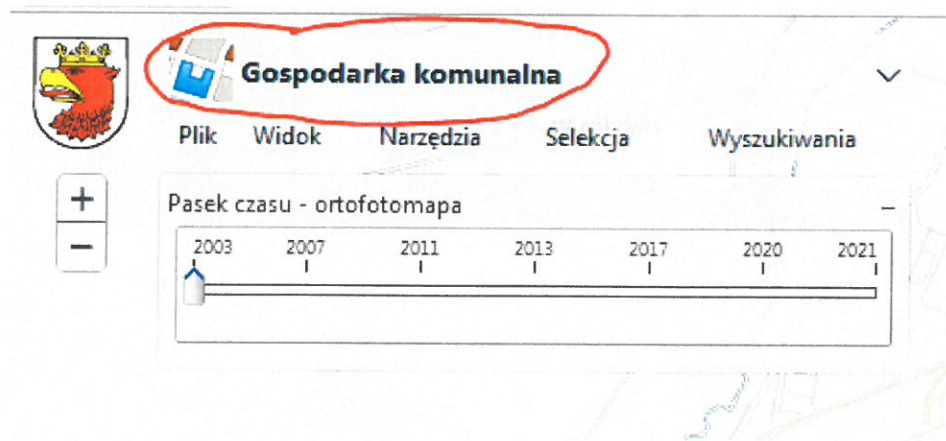 Gospodarka komunalna
Plik Widok Narzędzia Selekcja Wyszukiwania
+
Pasek czasu - ortofotomapa –
–
2003 2007 2011 2013 2017 2020 2021